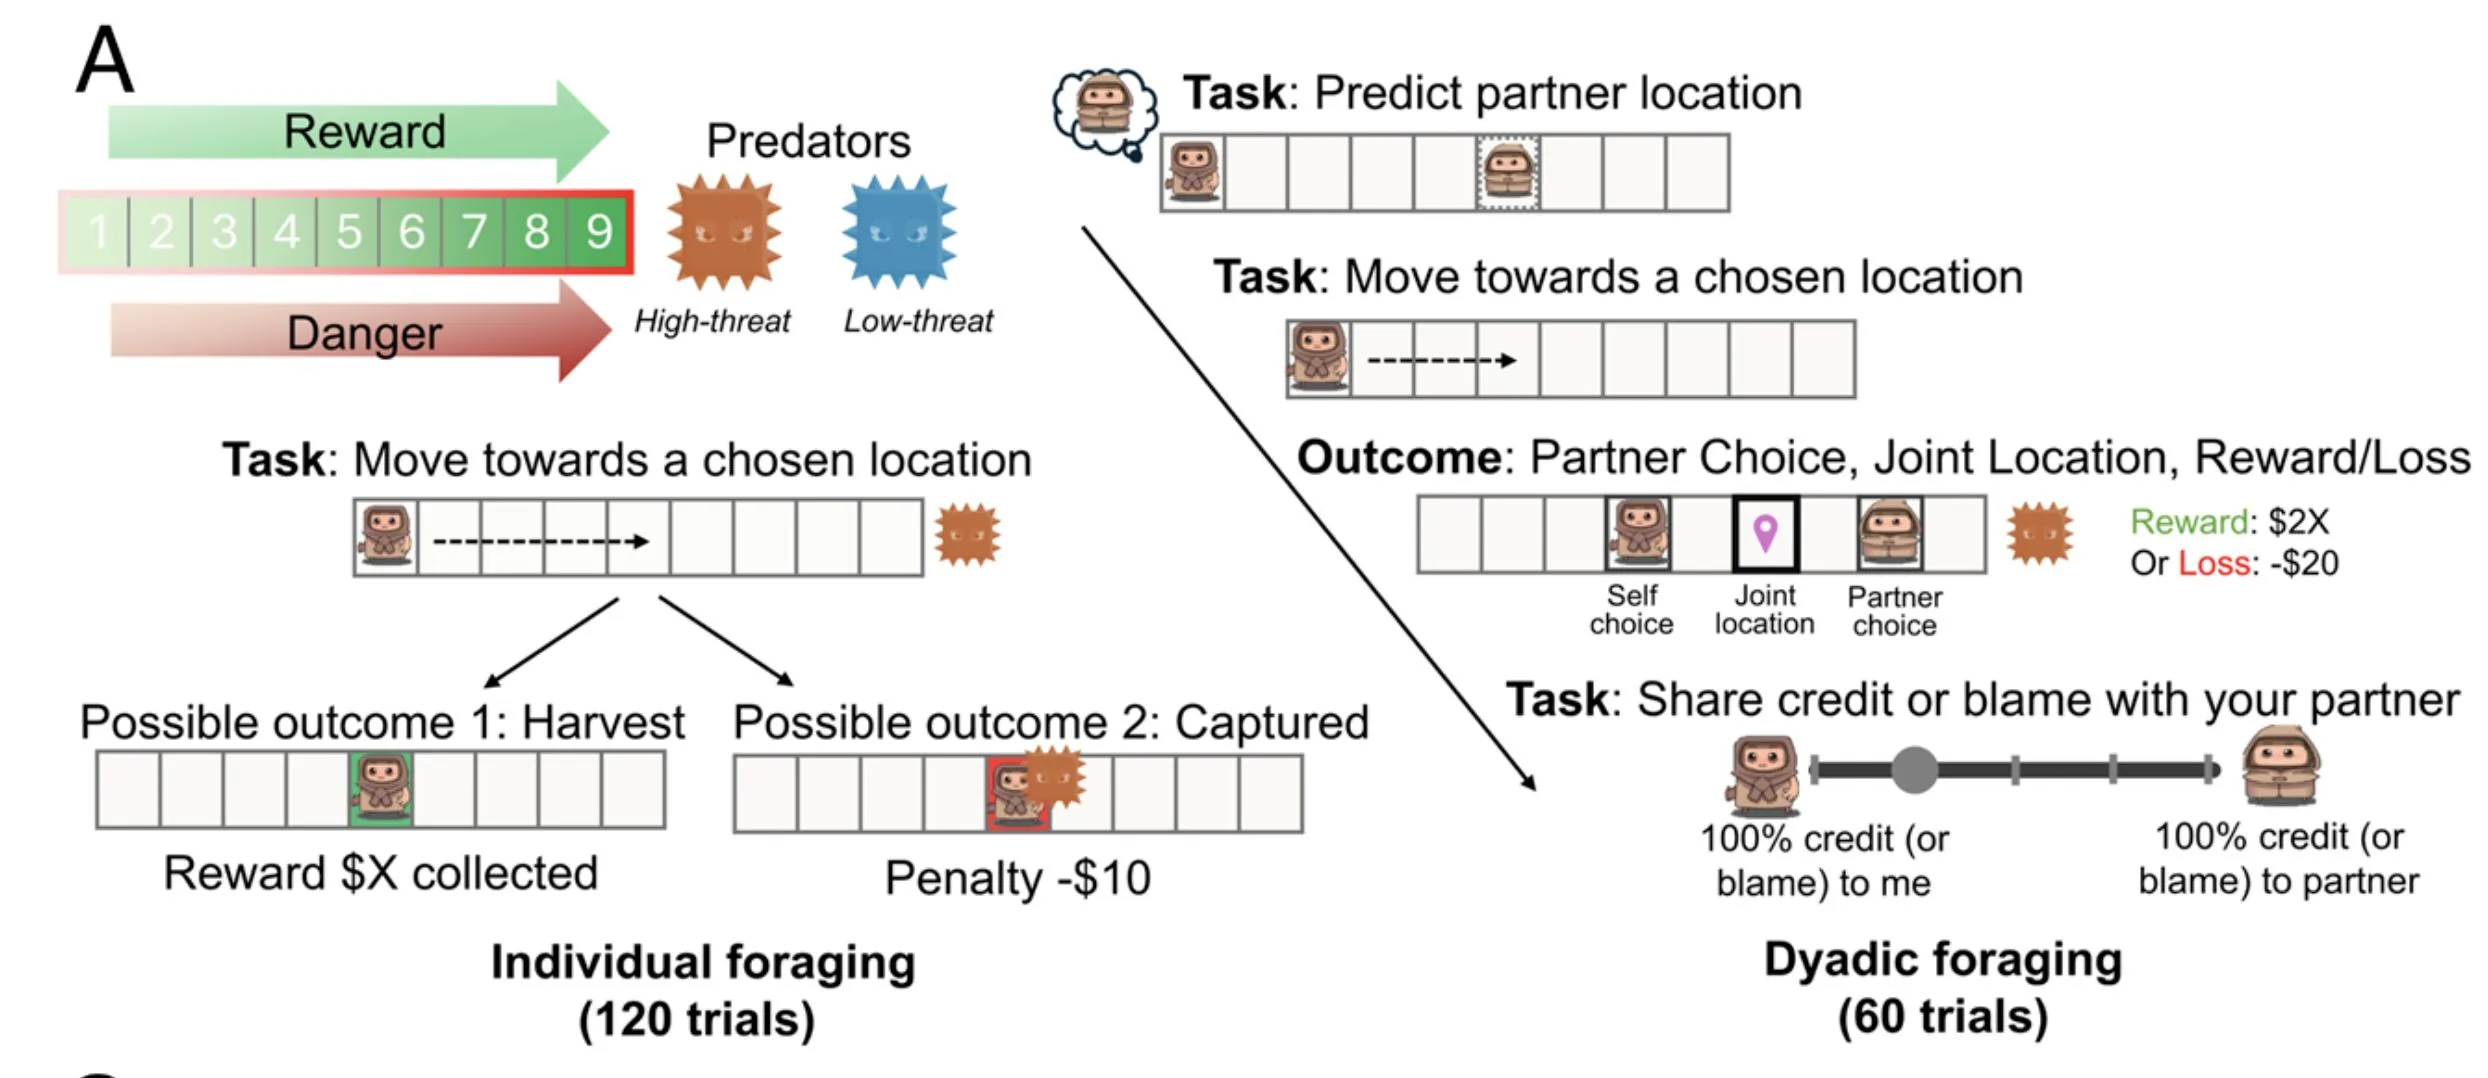 A
Reward
1 2 3 4 5 6 7 8 9
Danger
Predators
High-threat
Low-threat
Task: Move towards a chosen location
Possible outcome 1: Harvest
Reward $X collected
Possible outcome 2: Captured
Penalty -$10
Individual foraging
(120 trials)
Task: Predict partner location
Task: Move towards a chosen location
Outcome: Partner Choice, Joint Location, Reward/Loss
Reward: $2X
Or Loss: -$20
Self
choice
Joint
location
Partner
choice
Task: Share credit or blame with your partner
100% credit (or
blame) to me
100% credit (or
blame) to partner
Dyadic foraging
(60 trials)